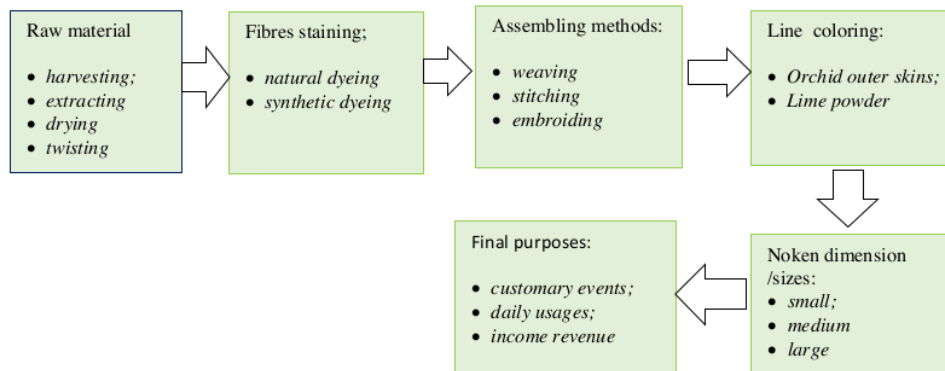 Raw material
• harvesting;
• extracting
• drying
• twisting
Fibres staining;
• natural dyeing
• synthetic dyeing
Assembling methods:
• weaving
• stitching
• embroiding
Line coloring:
• Orchid outer skins;
• Lime powder
Noken dimension
/sizes:
• small;
• medium
• large
Final purposes:
• customary events;
• daily usages;
• income revenue